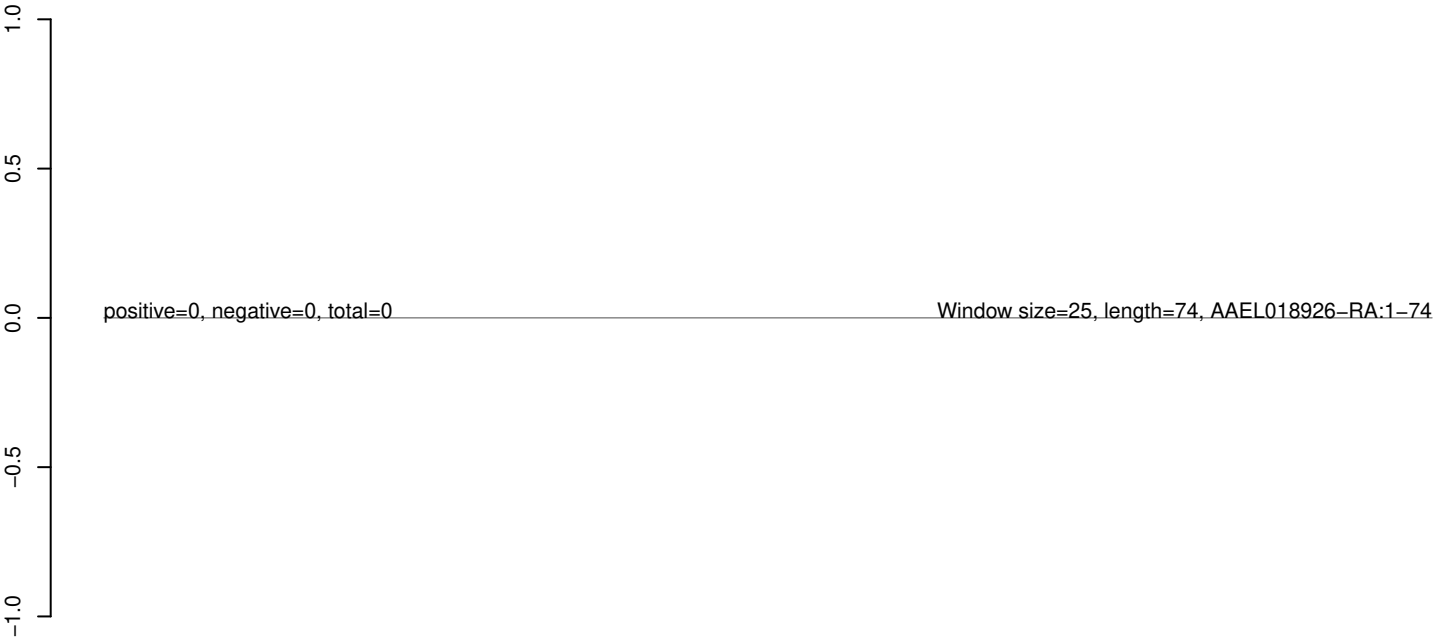 1.0
0.5
0.0
positive=0, negative=0, total=0
Window size=25, length=74, AAEL018926−RA:1−74
−0.5
−1.0